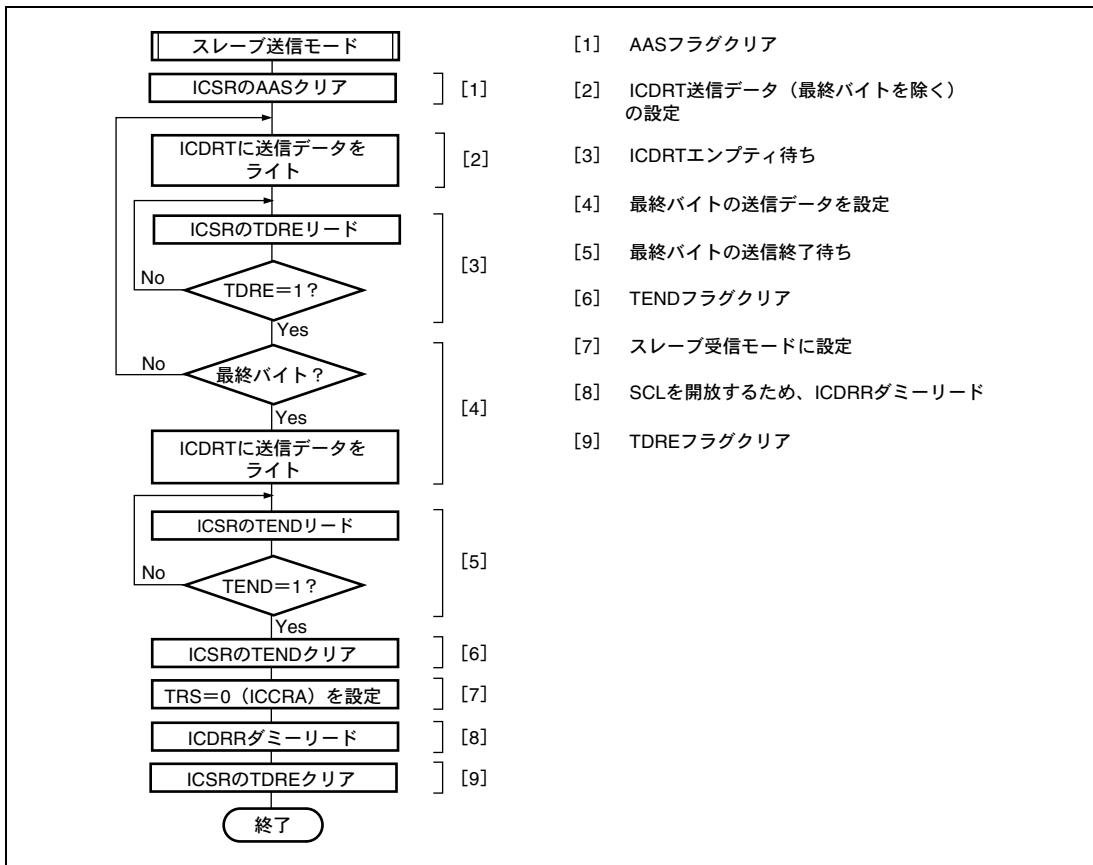 スレーブ送信モード
ICSRのAASクリア
[1]
ICDRTに送信データを
ライト
[2]
ICSRのTDREリード
No
TDRE=1?
[3]
Yes
No
最終バイト?
[4]
Yes
ICDRTに送信データを
ライト
ICSRのTENDリード
No
TEND=1?
[5]
Yes
ICSRのTENDクリア
[6]
TRS=0(ICCRA)を設定
[7]
ICDRRダミーリード
[8]
ICSRのTDREクリア
[9]
終了
[1] AASフラグクリア
[2] ICDRT送信データ(最終バイトを除く)
の設定
[3] ICDRTエンプティ待ち
[4] 最終バイトの送信データを設定
[5] 最終バイトの送信終了待ち
[6] TENDフラグクリア
[7] スレーブ受信モードに設定
[8] SCLを開放するため、ICDRRダミーリード
[9] TDREフラグクリア